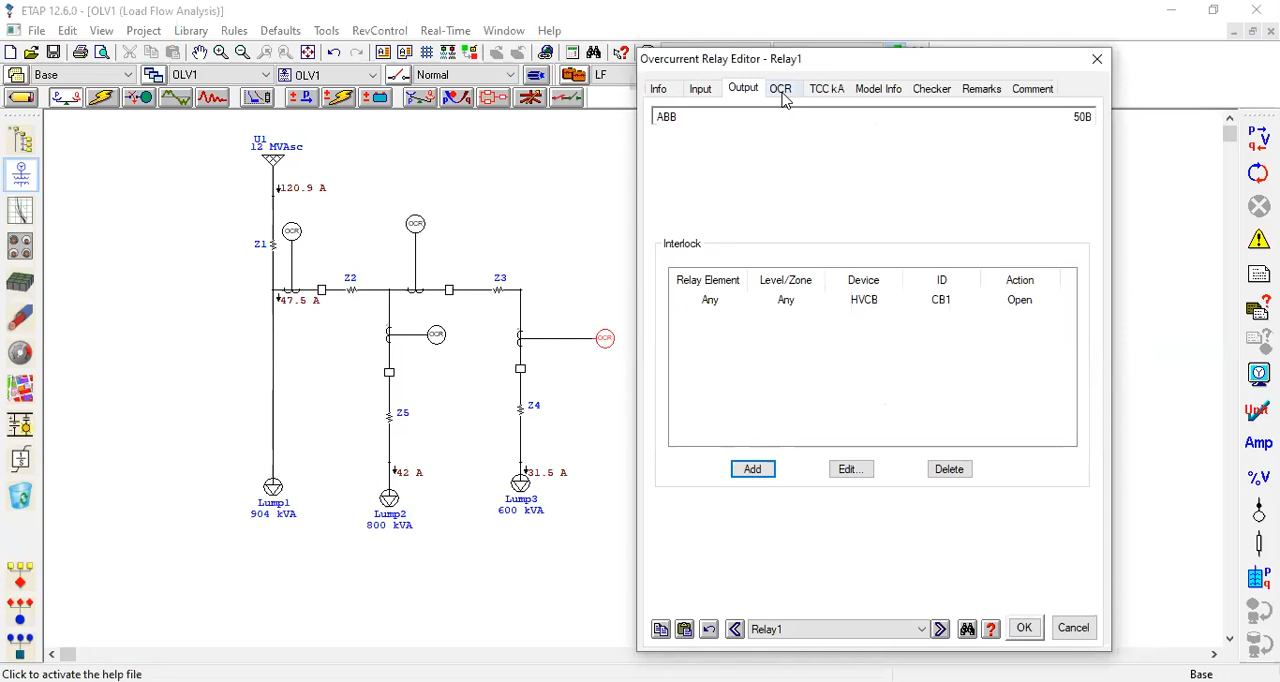 ETAP 12.6.0 - [OLV1 (Load Flow Analysis)]
File Edit View Project Library Rules Defaults Tools RevControl Real-Time Window Help
Base OLV1 OLV1 Normal LF
Overcurrent Relay Editor - Relay1
Info Input Output OCR TCC kA Model Info Checker Remarks Comment
ABB 50B
Interlock
Relay Element Level/Zone Device ID Action
Any Any HVCB CB1 Open
Add Edit... Delete
Relay1 OK Cancel
U1
12 MVAsc
120.9 A
Z1
OCR
OCR
Z2
Z3
47.5 A
OCR
OCR
Z5
Z4
42 A
31.5 A
Lump1
904 kVA
Lump2
800 kVA
Lump3
600 kVA
Amp
%V
Click to activate the help file
Base